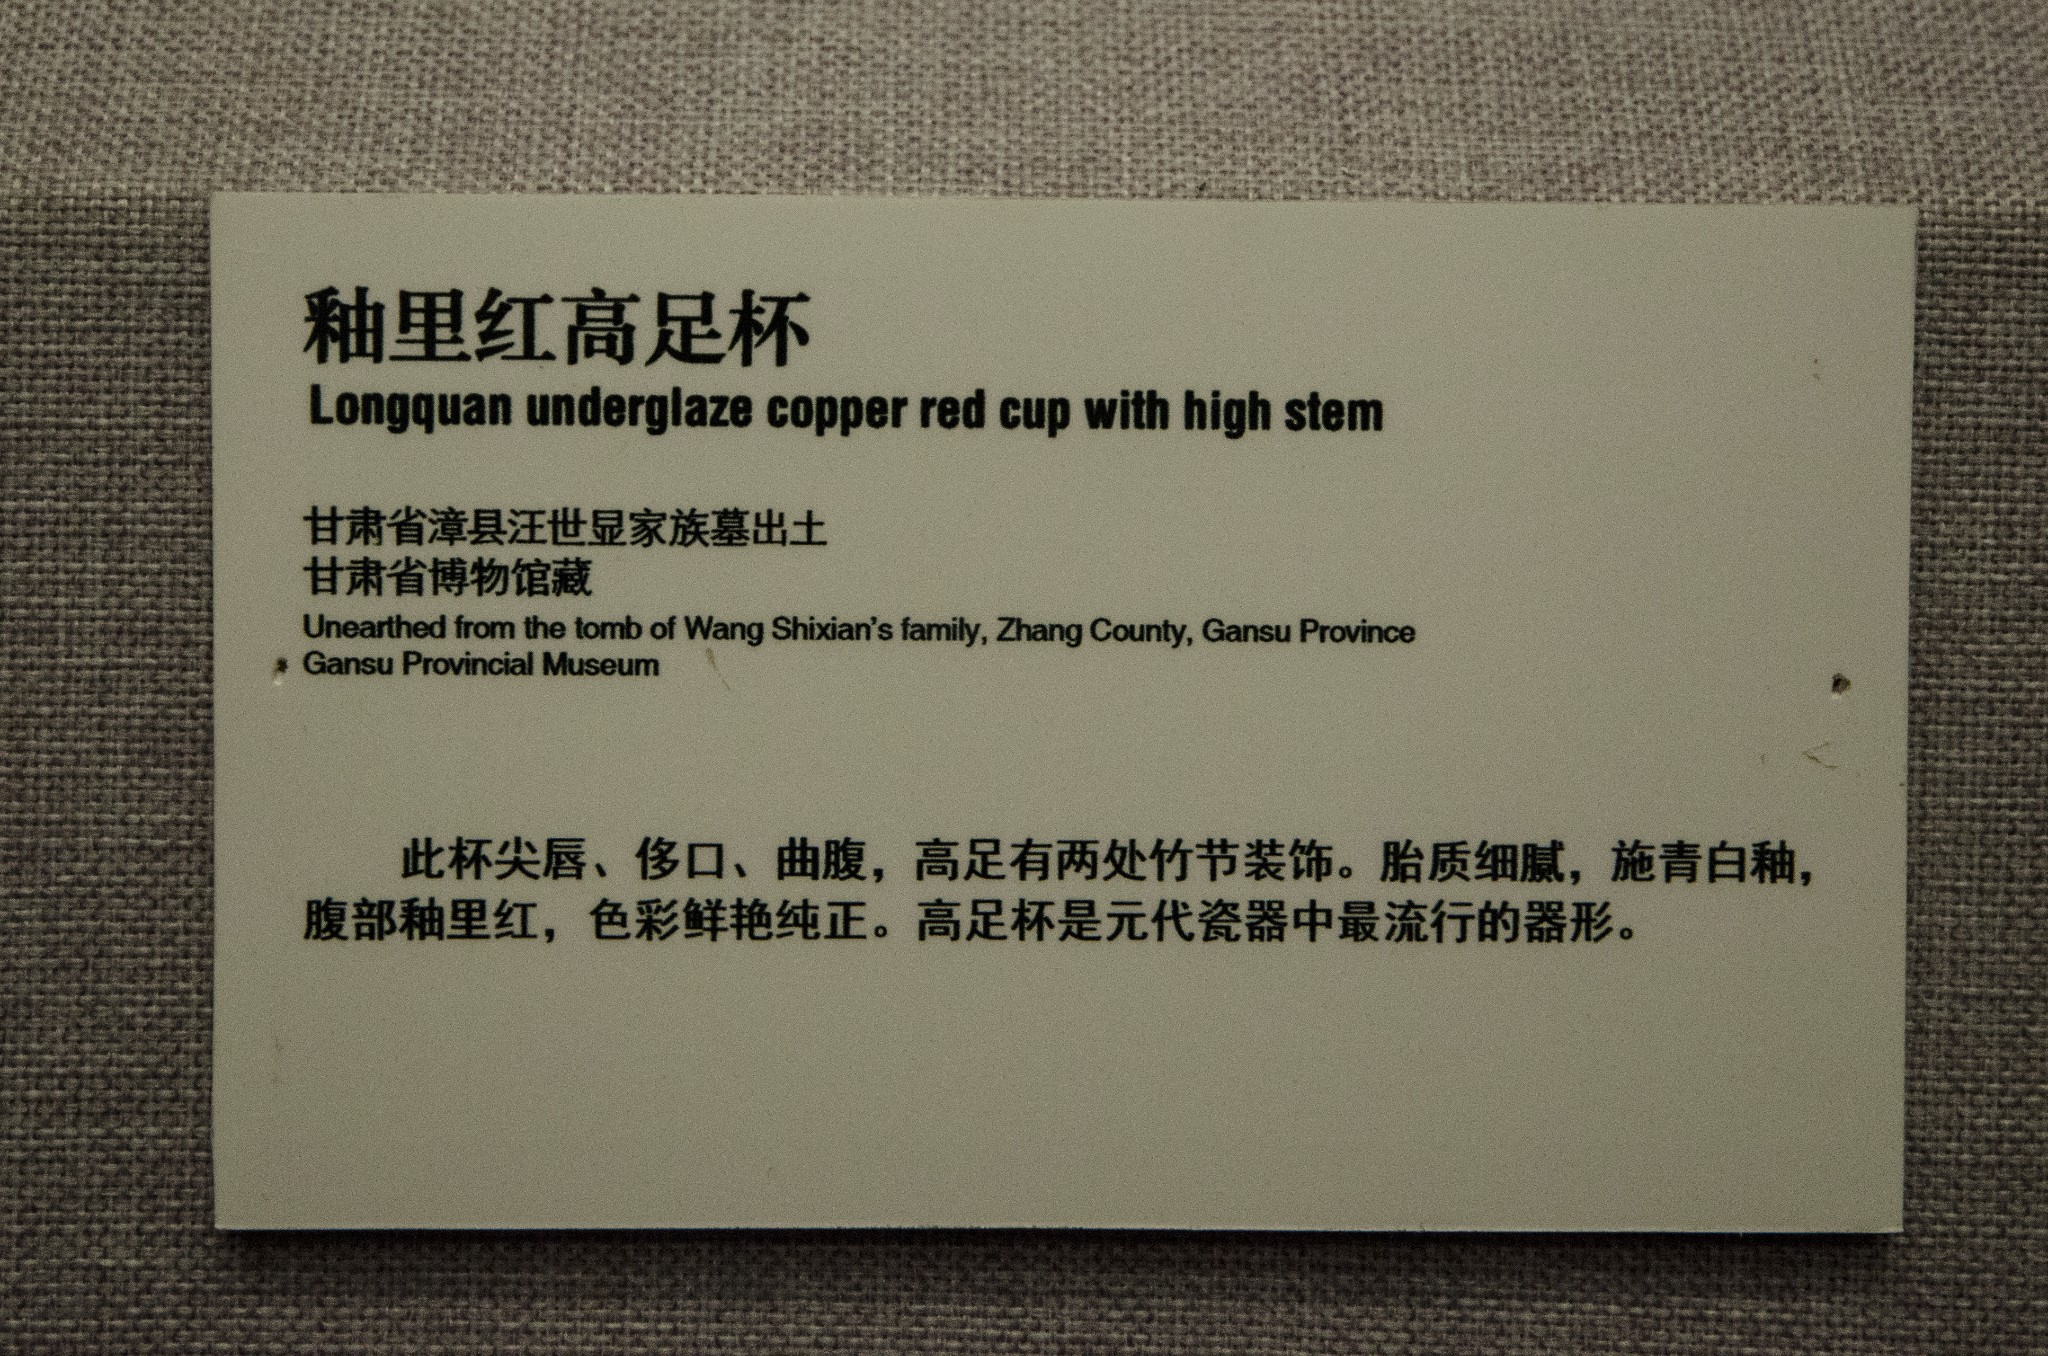 釉里红高足杯
Longquan underglaze copper red cup with high stem
甘肃省漳县汪世显家族墓出土
甘肃省博物馆藏
Unearthed from the tomb of Wang Shixian's family, Zhang County, Gansu Province
Gansu Provincial Museum
此杯尖唇、侈口、曲腹，高足有两处竹节装饰。胎质细腻，施青白釉，
腹部釉里红，色彩鲜艳纯正。高足杯是元代瓷器中最流行的器形。